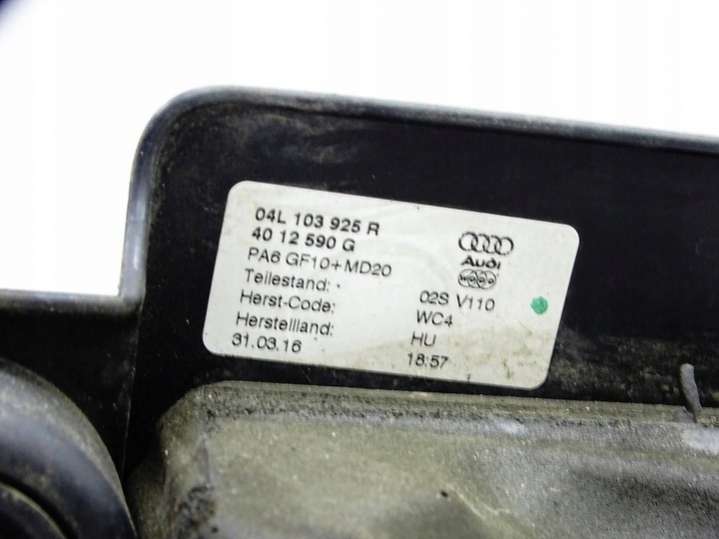 04L 103 925 R
40 12 590 G
PA6 GF10+MD20
Audi
Teilestand: 02S V110
Herst-Code: WC4
Herstellland: HU
31.03.16 18:57